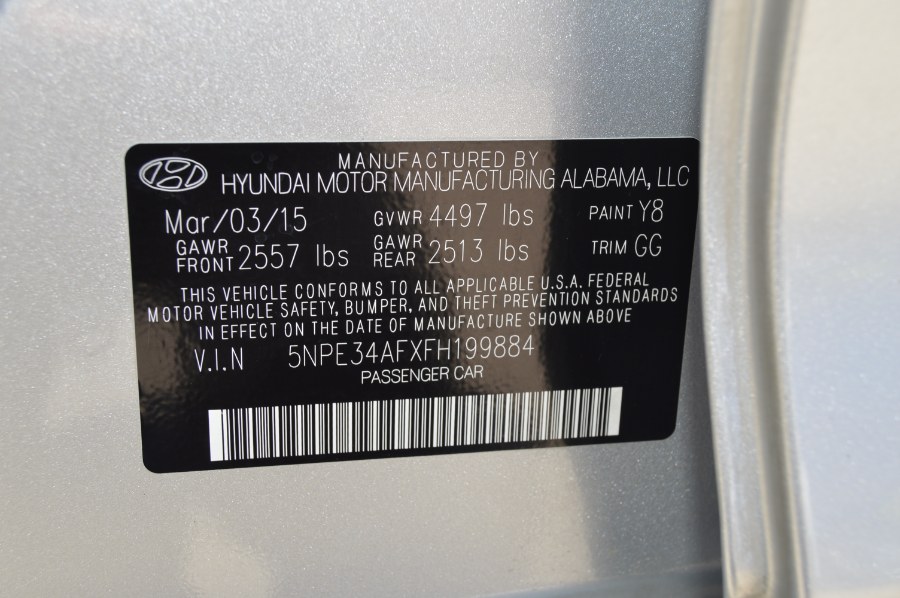 MANUFACTURED BY
HYUNDAI MOTOR MANUFACTURING ALABAMA, LLC
Mar/03/15 GVWR 4497 lbs PAINT Y8
GAWR FRONT 2557 lbs GAWR REAR 2513 lbs TRIM GG
THIS VEHICLE CONFORMS TO ALL APPLICABLE U.S.A. FEDERAL
MOTOR VEHICLE SAFETY, BUMPER, AND THEFT PREVENTION STANDARDS
IN EFFECT ON THE DATE OF MANUFACTURE SHOWN ABOVE
V.I.N 5NPE34AFXFH199884
PASSENGER CAR